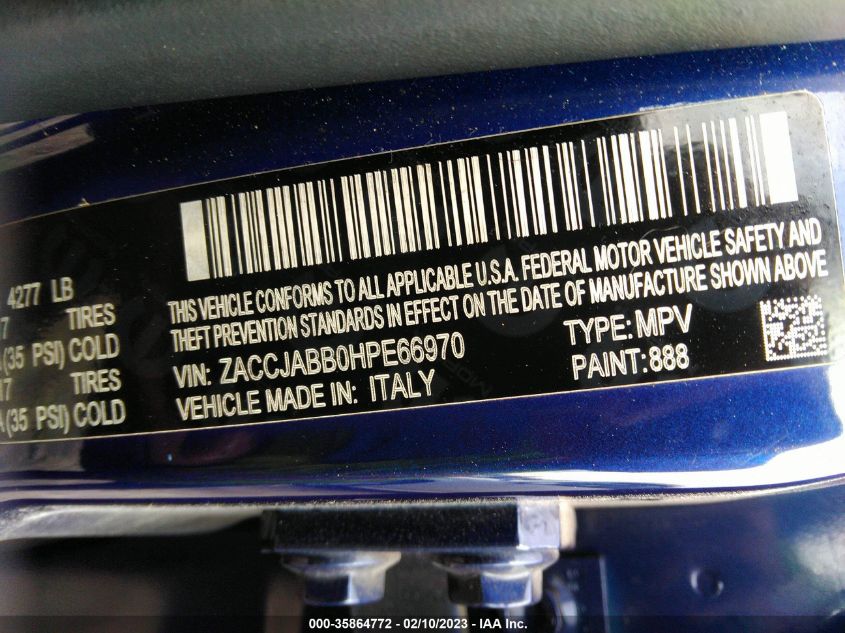 4277 LB
TIRES
(35 PSI) COLD
TIRES
(35 PSI) COLD
THIS VEHICLE CONFORMS TO ALL APPLICABLE U.S.A. FEDERAL MOTOR VEHICLE SAFETY AND
THEFT PREVENTION STANDARDS IN EFFECT ON THE DATE OF MANUFACTURE SHOWN ABOVE
VIN: ZACCJABB0HPE66970 TYPE: MPV
VEHICLE MADE IN: ITALY PAINT: 888
000-35864772 — 02/10/2023 — IAA Inc.